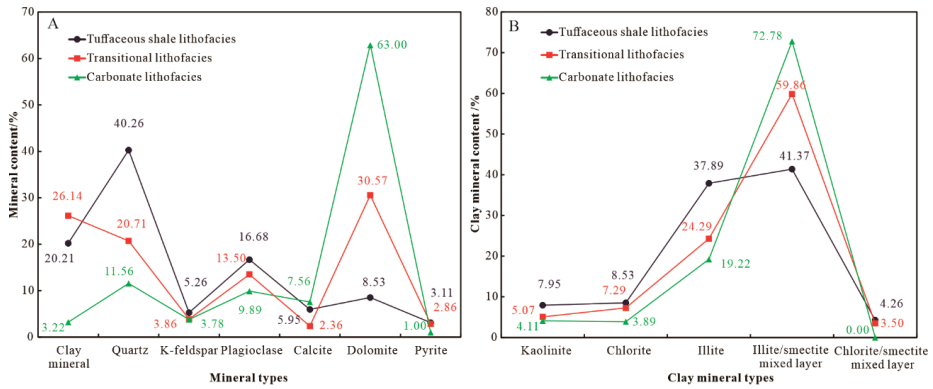 A
Tuffaceous shale lithofacies
Transitional lithofacies
Carbonate lithofacies
Mineral content/%
70
60
50
40
30
20
10
0
63.00
40.26
26.14
20.21
20.71
11.56
3.22
5.26
3.86
3.78
16.68
13.50
9.89
7.56
5.95
2.36
30.57
8.53
3.11
2.86
1.00
Clay mineral
Quartz
K-feldspar
Plagioclase
Calcite
Dolomite
Pyrite
Mineral types
B
Tuffaceous shale lithofacies
Transitional lithofacies
Carbonate lithofacies
Clay mineral content/%
80
70
60
50
40
30
20
10
0
72.78
59.86
41.37
37.89
24.29
19.22
7.95
5.07
4.11
8.53
7.29
3.89
4.26
3.50
0.00
Kaolinite
Chlorite
Illite
Illite/smectite
mixed layer
Chlorite/smectite
mixed layer
Clay mineral types